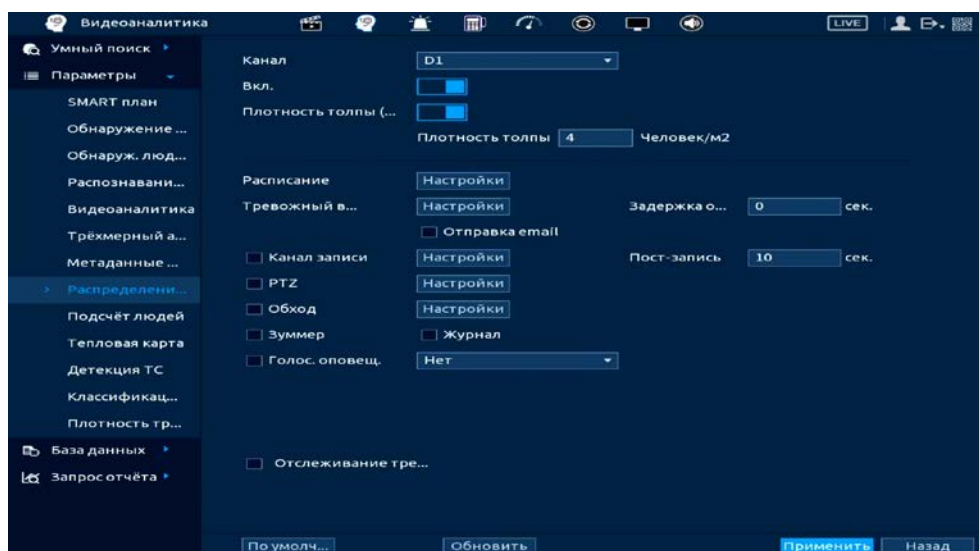 Видеоаналитика
LIVE
Умный поиск
Параметры
SMART план
Обнаружение ...
Обнаруж. люд...
Распознавани...
Видеоаналитика
Трёхмерный а...
Метаданные ...
Распределени...
Подсчёт людей
Тепловая карта
Детекция ТС
Классификац...
Плотность тр...
База данных
Запрос отчёта
Канал D1
Вкл.
Плотность толпы (...
Плотность толпы 4 Человек/м2
Расписание Настройки
Тревожный в... Настройки Задержка о... 0 сек.
Отправка email
Канал записи Настройки Пост-запись 10 сек.
PTZ Настройки
Обход Настройки
Зуммер Журнал
Голос. оповещ. Нет
Отслеживание тре...
По умолч... Обновить Применить Назад